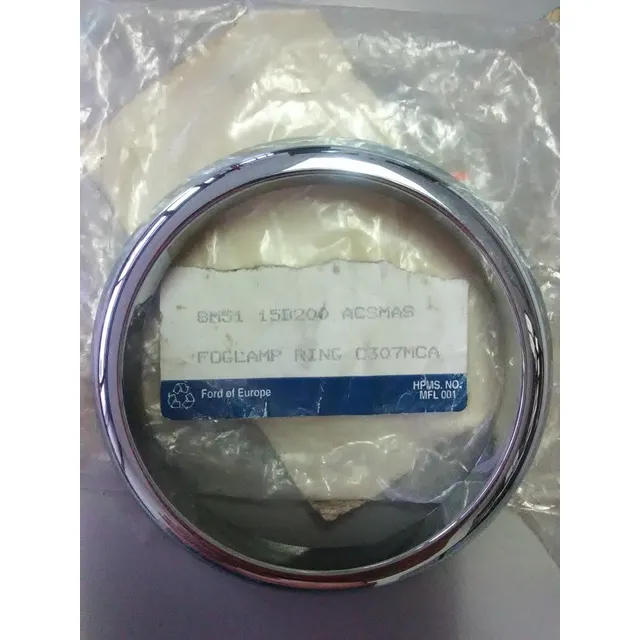 8M51 15B200 ACSMAS
FOGLAMP RING C307MCA
Ford of Europe
HPMS. NO.
MFL 001